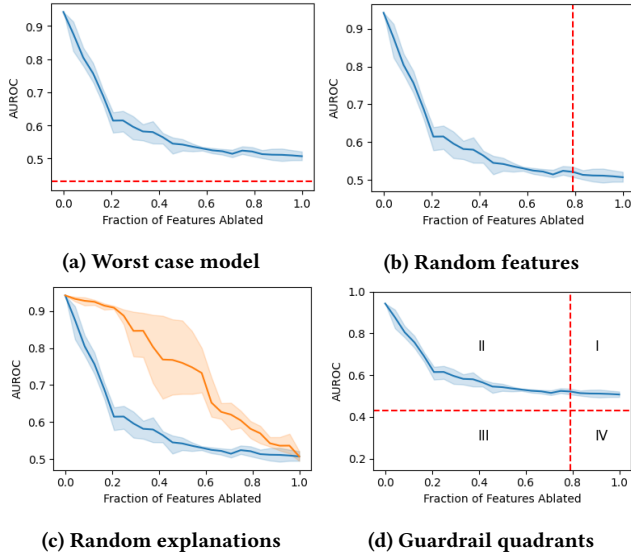 0.9
0.8
0.7
0.6
0.5
AUROC
0.0 0.2 0.4 0.6 0.8 1.0
Fraction of Features Ablated
(a) Worst case model
0.9
0.8
0.7
0.6
0.5
AUROC
0.0 0.2 0.4 0.6 0.8 1.0
Fraction of Features Ablated
(b) Random features
0.9
0.8
0.7
0.6
0.5
AUROC
0.0 0.2 0.4 0.6 0.8 1.0
Fraction of Features Ablated
(c) Random explanations
1.0
0.8
0.6
0.4
0.2
AUROC
II I
III IV
0.0 0.2 0.4 0.6 0.8 1.0
Fraction of Features Ablated
(d) Guardrail quadrants